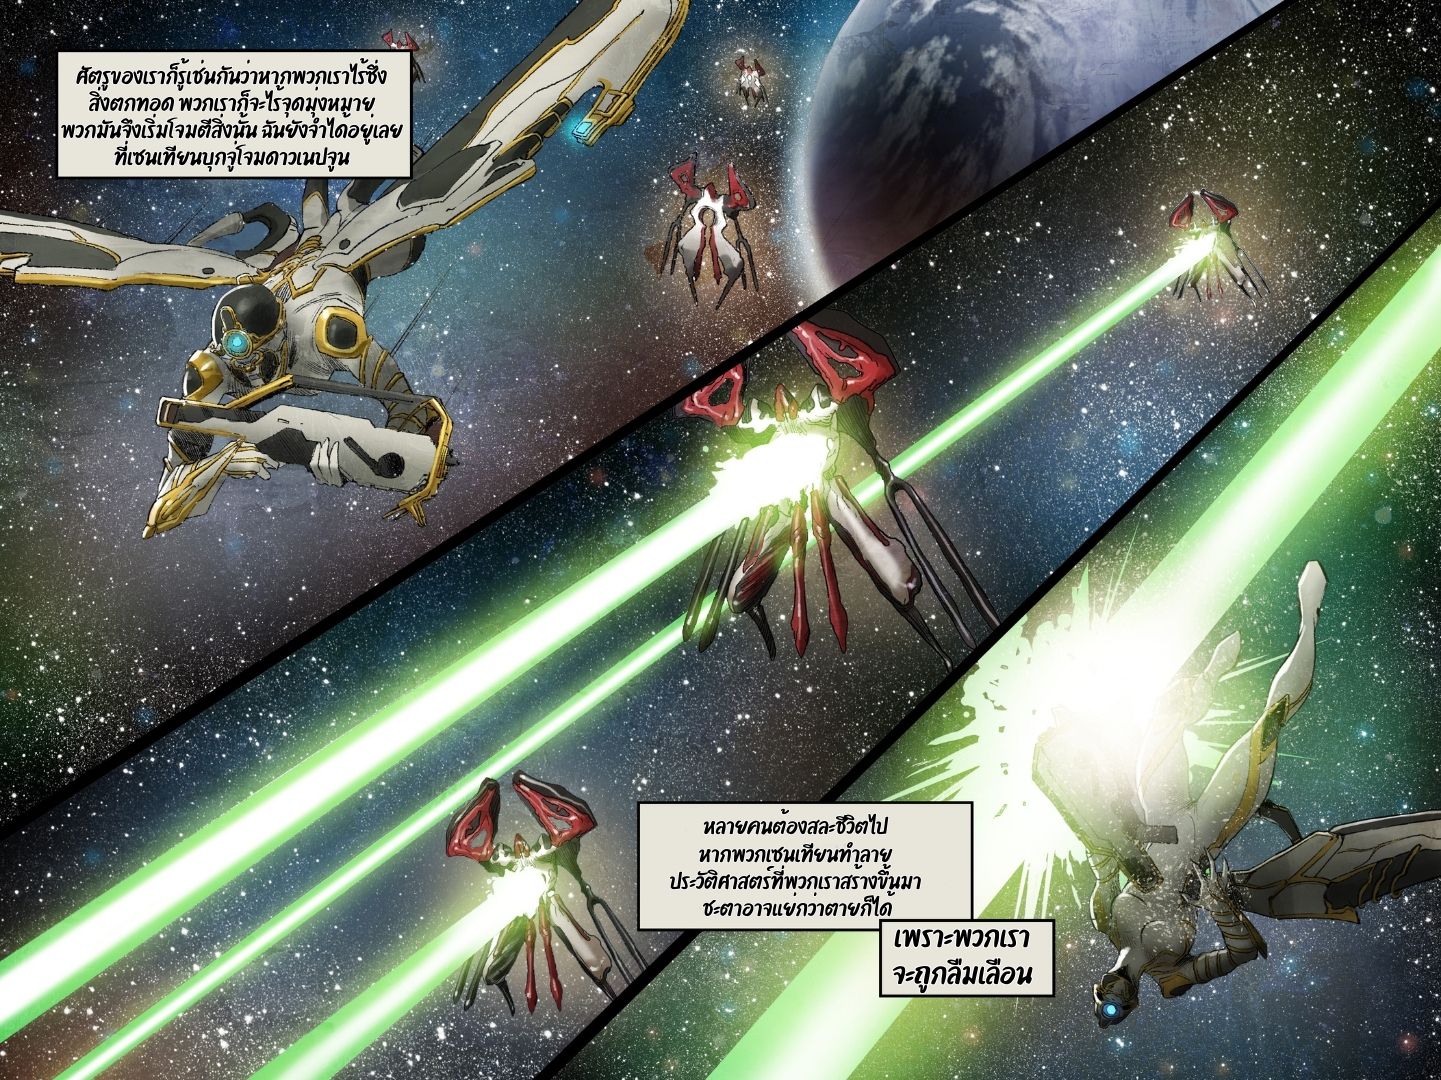 ศัตรูของเราก็รู้เช่นกันว่าหากพวกเราไร้ซึ่ง
สิ่งตกทอด พวกเราก็จะไร้จุดมุ่งหมาย
พวกมันจึงเริ่มโจมตีสิ่งนั้น ฉันยังจำได้อยู่เลย
ที่เซนเทียนบุกจู่โจมดาวเนปจูน
หลายคนต้องสละชีวิตไป
หากพวกเซนเทียนทำลาย
ประวัติศาสตร์ที่พวกเราสร้างขึ้นมา
ชะตาอาจแย่กว่าตายก็ได้
เพราะพวกเรา
จะถูกลืมเลือน